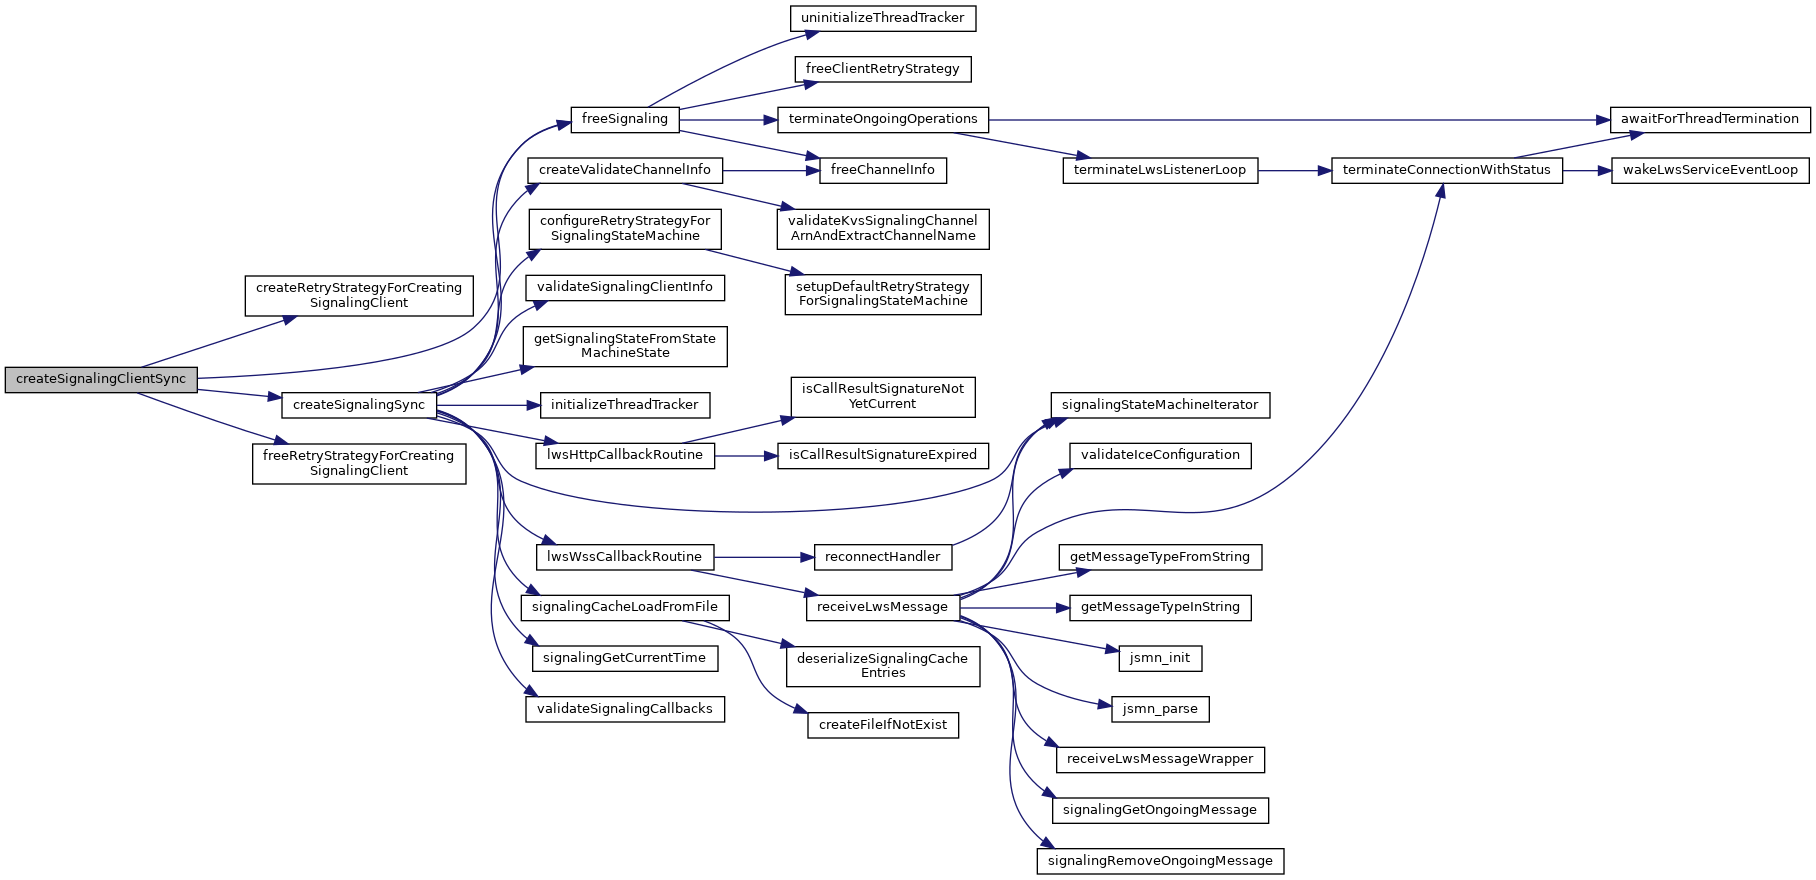 uninitializeThreadTracker
freeClientRetryStrategy
freeSignaling
terminateOngoingOperations
awaitForThreadTermination
createValidateChannelInfo
freeChannelInfo
terminateLwsListenerLoop
terminateConnectionWithStatus
wakeLwsServiceEventLoop
configureRetryStrategyFor
SignalingStateMachine
validateKvsSignalingChannel
ArnAndExtractChannelName
createRetryStrategyForCreating
SignalingClient
validateSignalingClientInfo
setupDefaultRetryStrategy
ForSignalingStateMachine
getSignalingStateFromState
MachineState
createSignalingClientSync
createSignalingSync
initializeThreadTracker
isCallResultSignatureNot
YetCurrent
signalingStateMachineIterator
freeRetryStrategyForCreating
SignalingClient
lwsHttpCallbackRoutine
isCallResultSignatureExpired
validateIceConfiguration
lwsWssCallbackRoutine
reconnectHandler
getMessageTypeFromString
signalingCacheLoadFromFile
receiveLwsMessage
getMessageTypeInString
signalingGetCurrentTime
deserializeSignalingCache
Entries
jsmn_init
validateSignalingCallbacks
createFileIfNotExist
jsmn_parse
receiveLwsMessageWrapper
signalingGetOngoingMessage
signalingRemoveOngoingMessage